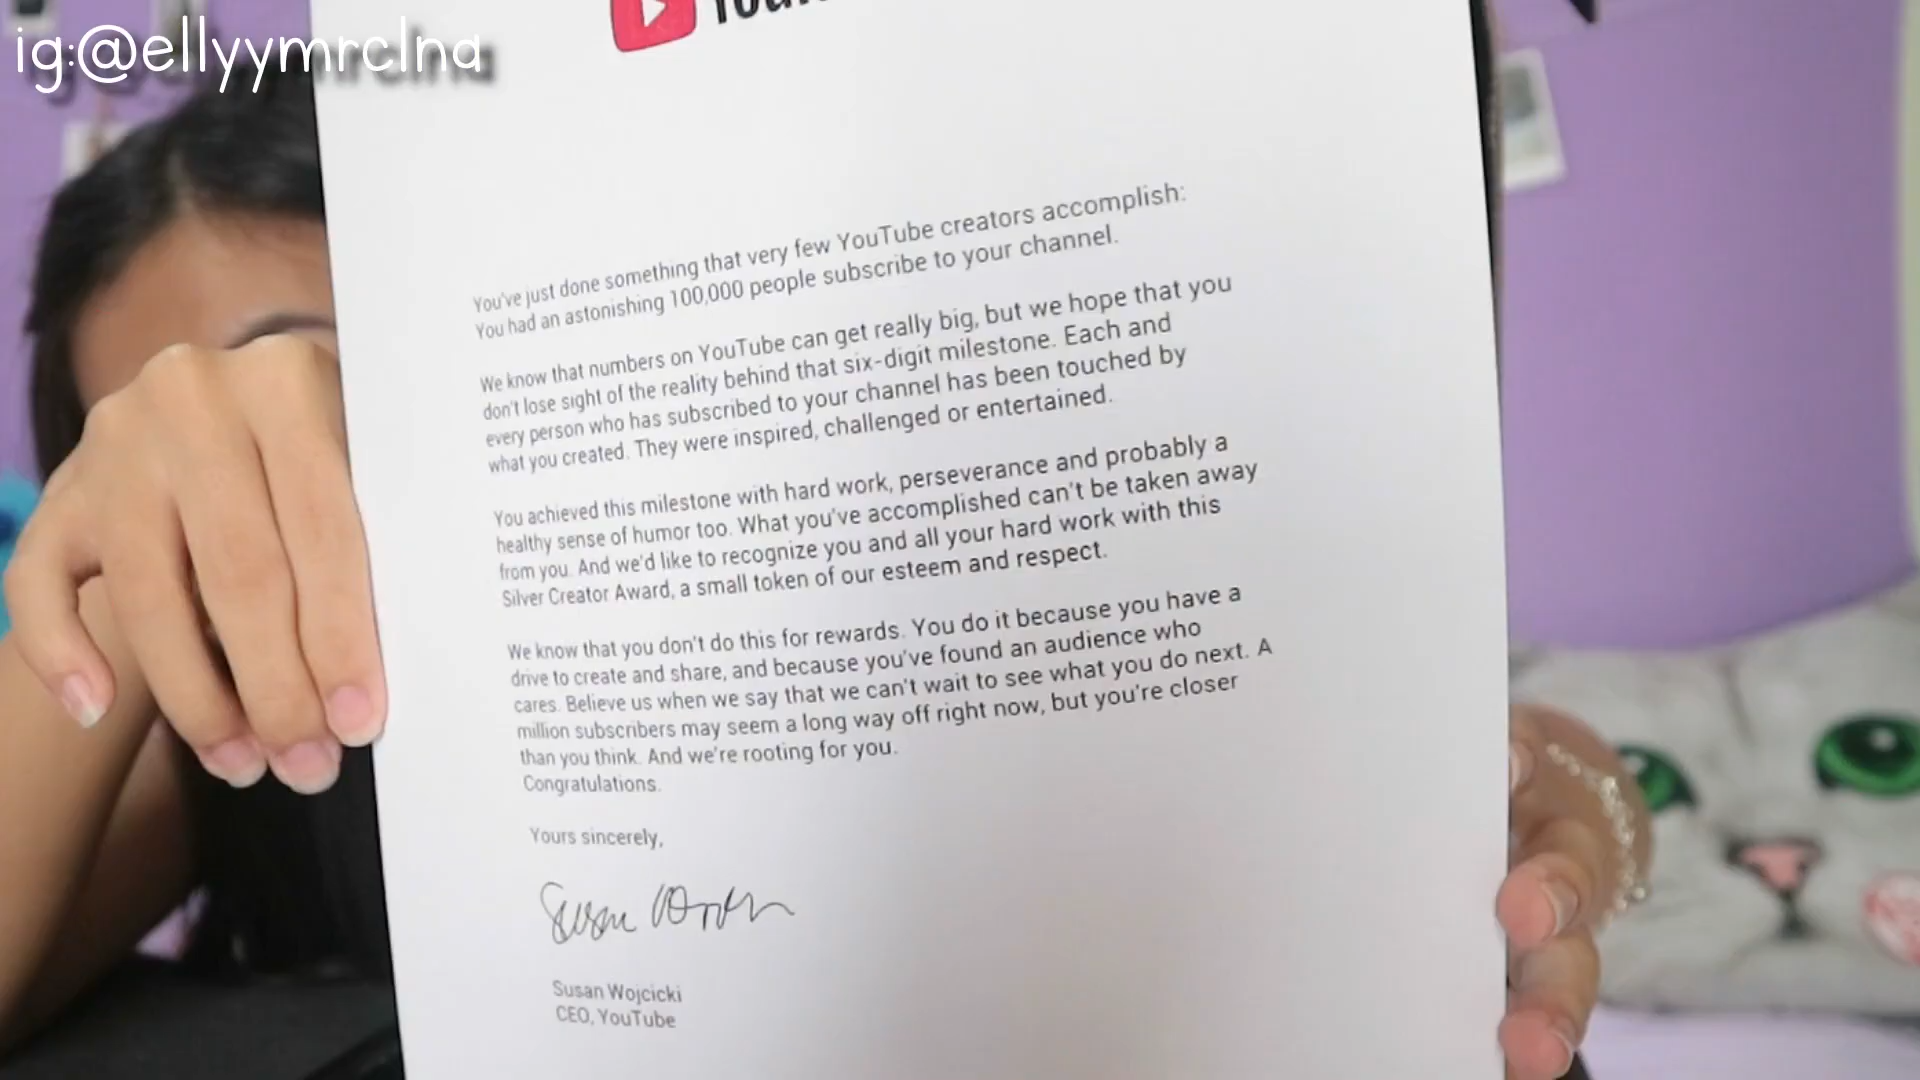 ig:@ellyymrclna
You've just done something that very few YouTube creators accomplish:
You had an astonishing 100,000 people subscribe to your channel.
We know that numbers on YouTube can get really big, but we hope that you
don't lose sight of the reality behind that six-digit milestone. Each and
every person who has subscribed to your channel has been touched by
what you created. They were inspired, challenged or entertained.
You achieved this milestone with hard work, perseverance and probably a
healthy sense of humor too. What you've accomplished can't be taken away
from you. And we'd like to recognize you and all your hard work with this
Silver Creator Award, a small token of our esteem and respect.
We know that you don't do this for rewards. You do it because you have a
drive to create and share, and because you've found an audience who
cares. Believe us when we say that we can't wait to see what you do next. A
million subscribers may seem a long way off right now, but you're closer
than you think. And we're rooting for you.
Congratulations.
Yours sincerely,
Susan Wojcicki
CEO, YouTube